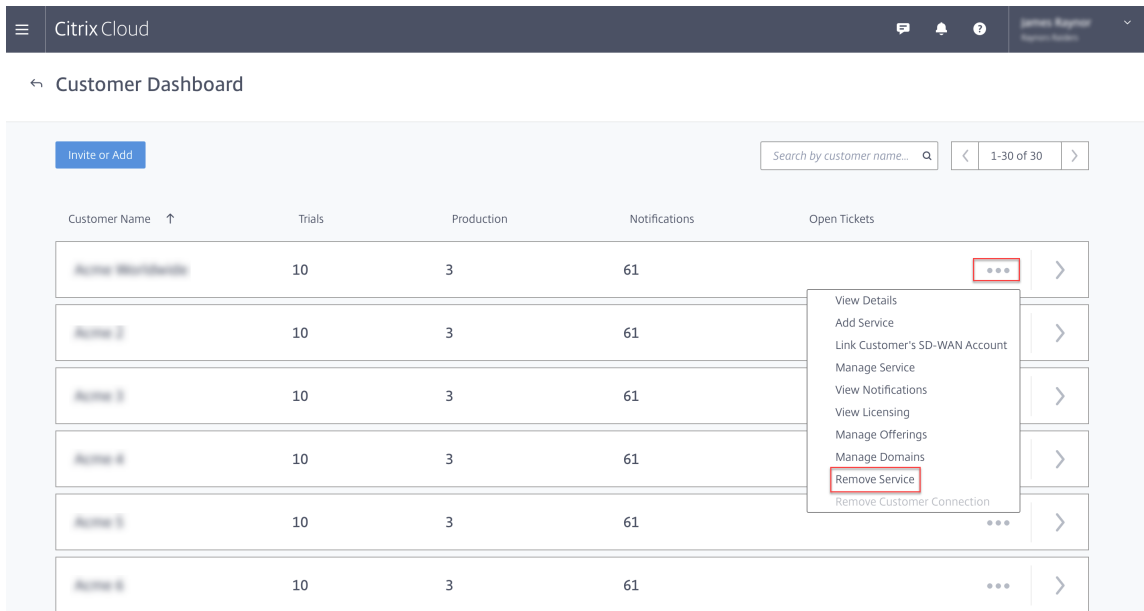 Citrix Cloud
Customer Dashboard
Invite or Add
Search by customer name...
1-30 of 30
Customer Name Trials Production Notifications Open Tickets
10 3 61
View Details
Add Service
10 3 61
Link Customer's SD-WAN Account
Manage Service
View Notifications
10 3 61
View Licensing
Manage Offerings
Manage Domains
10 3 61
Remove Service
Remove Customer Connection
10 3 61
10 3 61